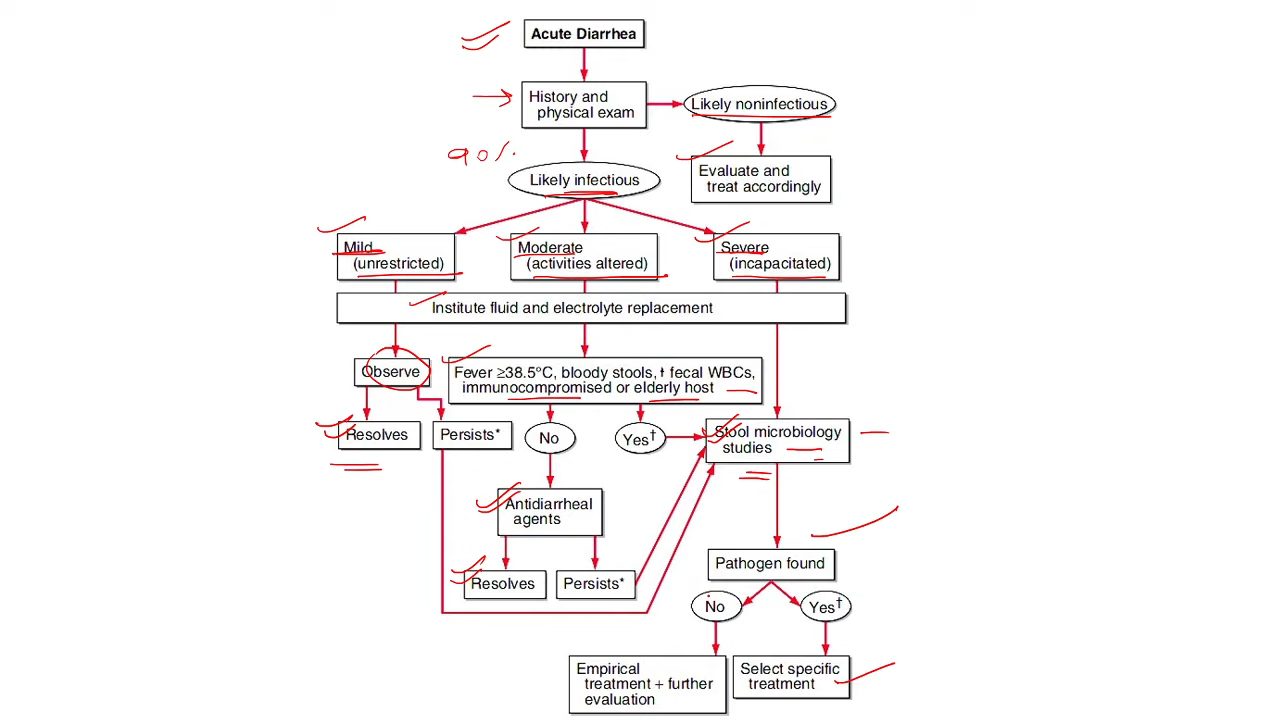 Acute Diarrhea
History and
physical exam
Likely noninfectious
90%
Evaluate and
treat accordingly
Likely infectious
Mild
(unrestricted)
Moderate
(activities altered)
Severe
(incapacitated)
Institute fluid and electrolyte replacement
Observe
Fever ≥38.5°C, bloody stools, † fecal WBCs,
immunocompromised or elderly host
Resolves
Persists*
No
Yes†
Stool microbiology
studies
Antidiarrheal
agents
Resolves
Persists*
Pathogen found
No
Yes†
Empirical
treatment + further
evaluation
Select specific
treatment